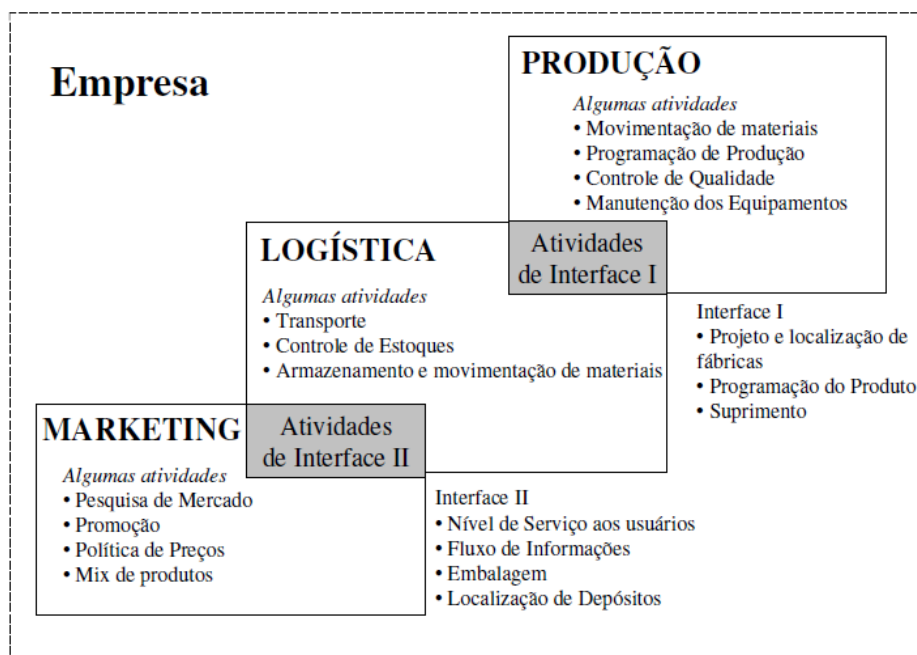 Empresa
PRODUÇÃO
Algumas atividades
• Movimentação de materiais
• Programação de Produção
• Controle de Qualidade
• Manutenção dos Equipamentos
Atividades
de Interface I
LOGÍSTICA
Algumas atividades
• Transporte
• Controle de Estoques
• Armazenamento e movimentação de materiais
Interface I
• Projeto e localização de
fábricas
• Programação do Produto
• Suprimento
MARKETING
Atividades
de Interface II
Algumas atividades
• Pesquisa de Mercado
• Promoção
• Política de Preços
• Mix de produtos
Interface II
• Nível de Serviço aos usuários
• Fluxo de Informações
• Embalagem
• Localização de Depósitos